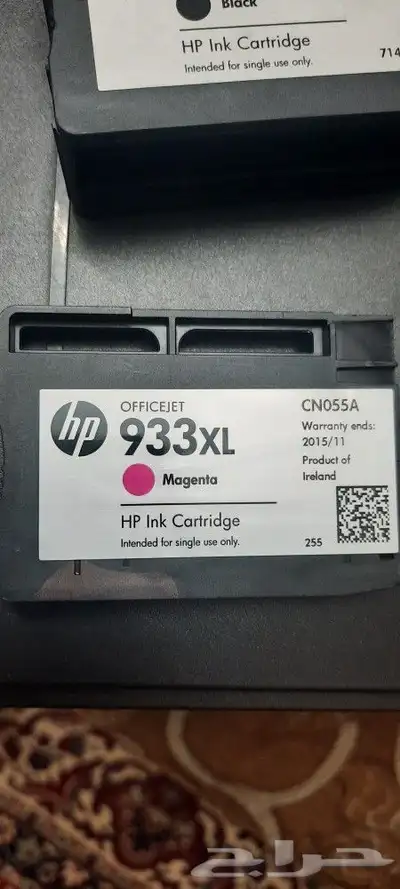 Black
HP Ink Cartridge
Intended for single use only.
714
hp
OFFICEJET
933XL
Magenta
HP Ink Cartridge
Intended for single use only.
CN055A
Warranty ends:
2015/11
Product of
Ireland
255
حراج